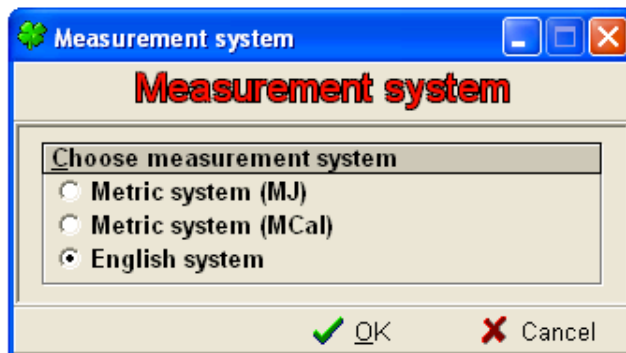 Measurement system
Measurement system
Choose measurement system
Metric system (MJ)
Metric system (MCal)
English system
OK Cancel